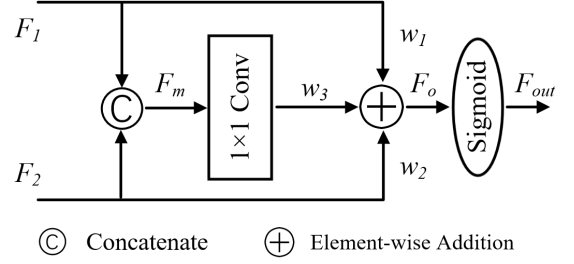 F1
w1
Fm
C
1×1 Conv
w3
+
Fo
Sigmoid
Fout
F2
w2
C Concatenate
+ Element-wise Addition